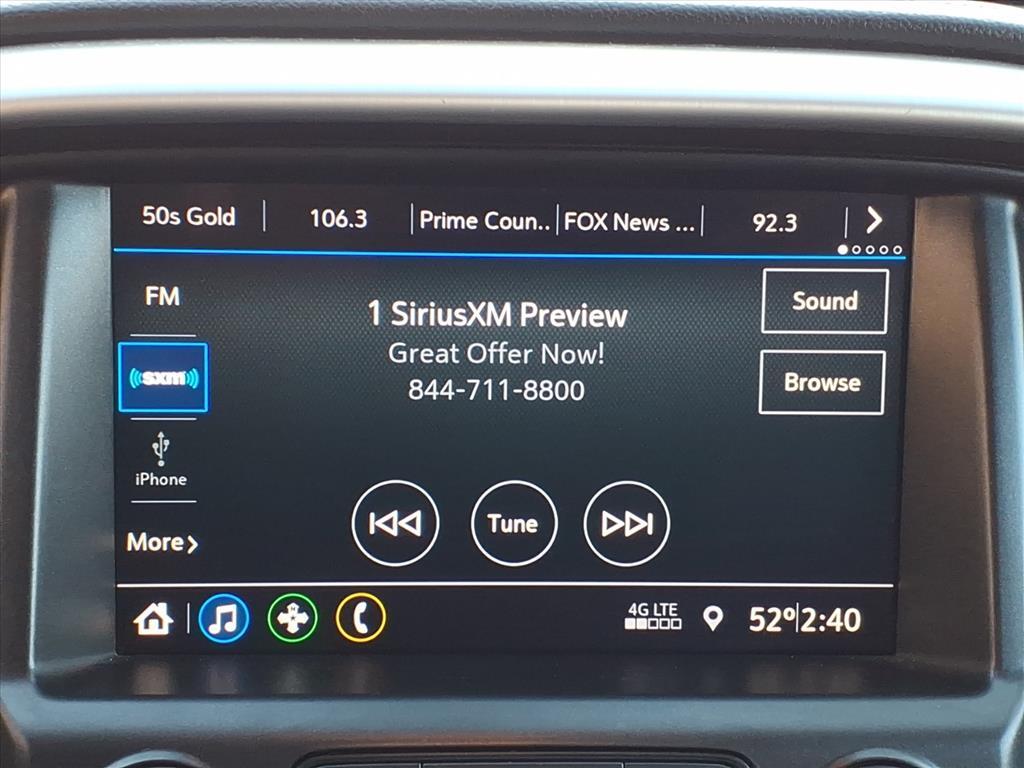 50s Gold
106.3
Prime Coun..
FOX News ...
92.3
FM
1 SiriusXM Preview
Sound
Great Offer Now!
844-711-8800
((sxm))
Browse
iPhone
Tune
More
4G LTE
52º
2:40